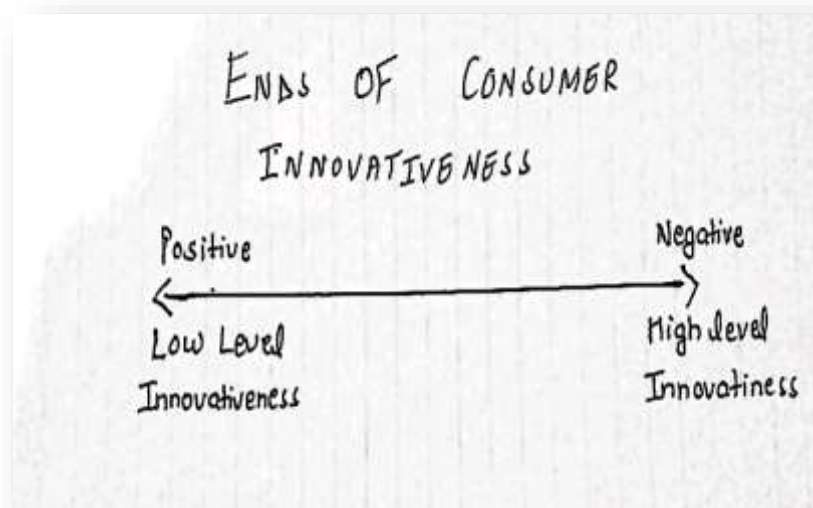 ENDS OF CONSUMER
INNOVATIVENESS
Positive
Negative
Low Level
Innovativeness
High level
Innovatiness